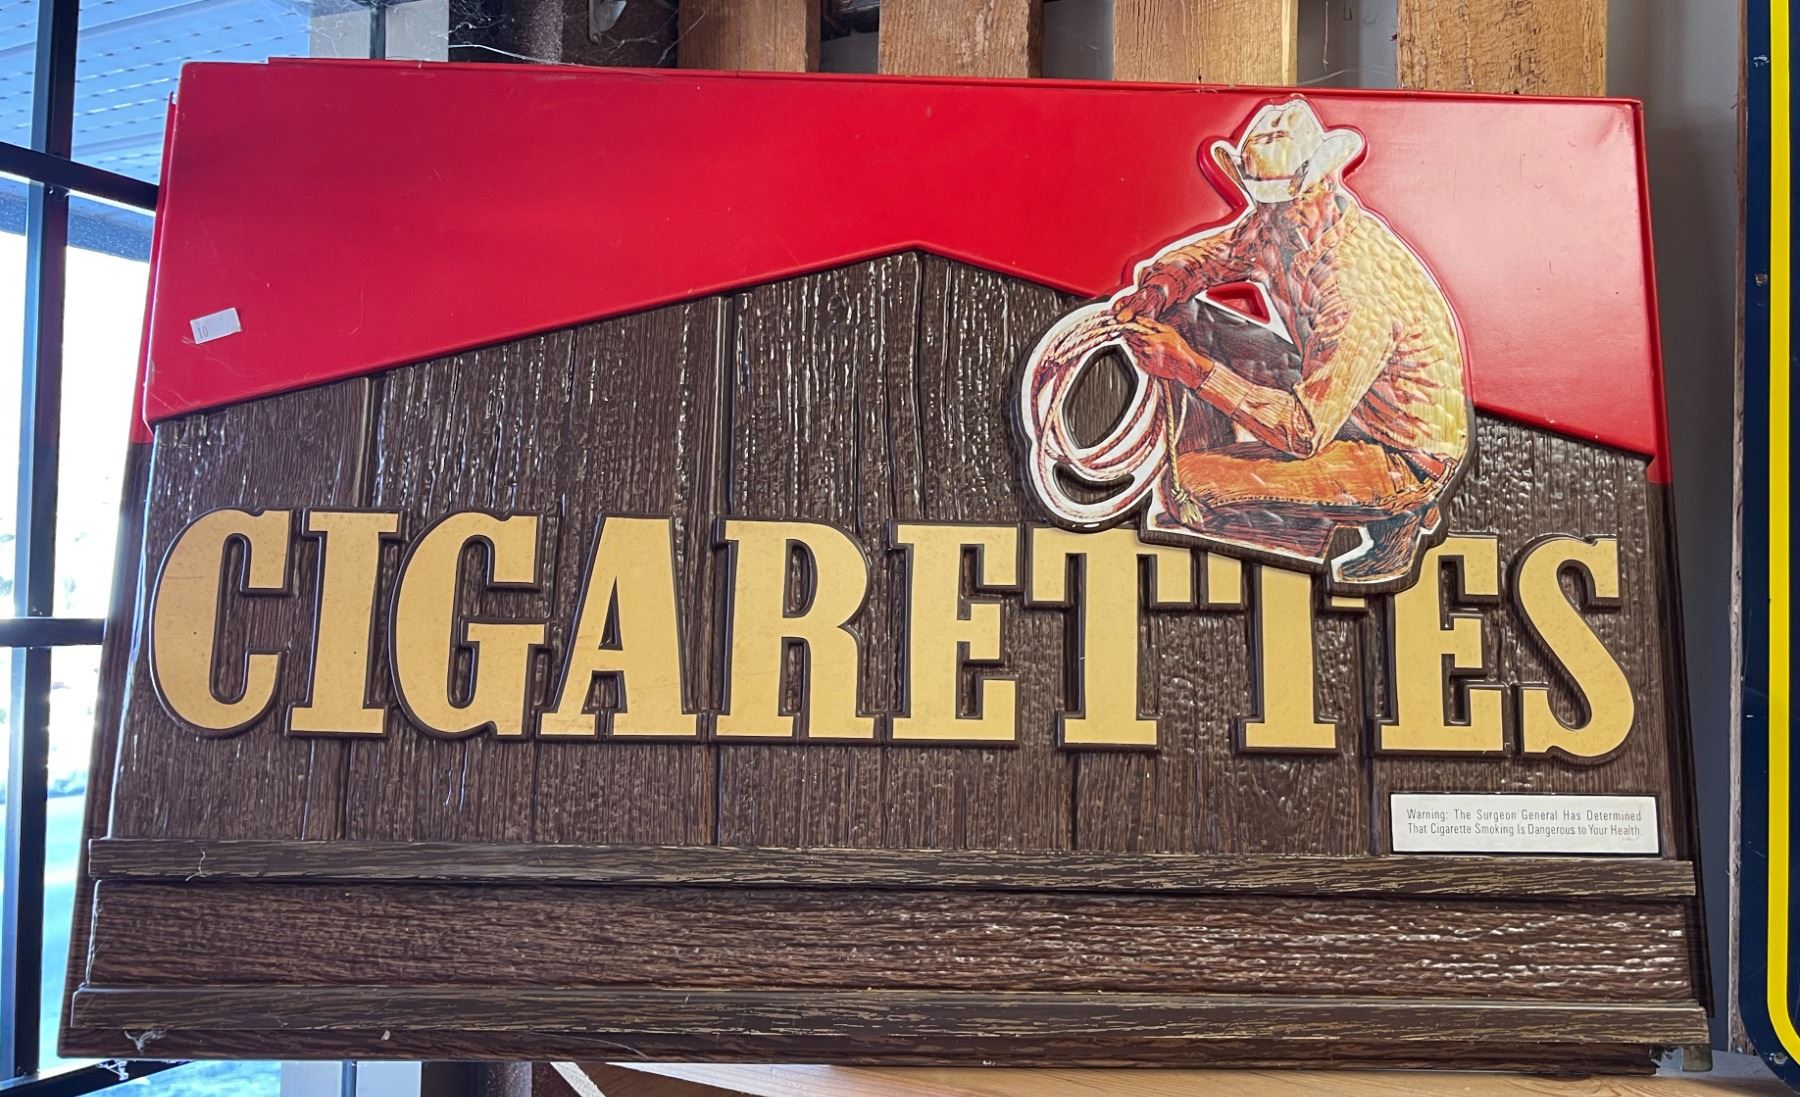 10
CIGARETTES
Warning: The Surgeon General Has Determined
That Cigarette Smoking Is Dangerous to Your Health.